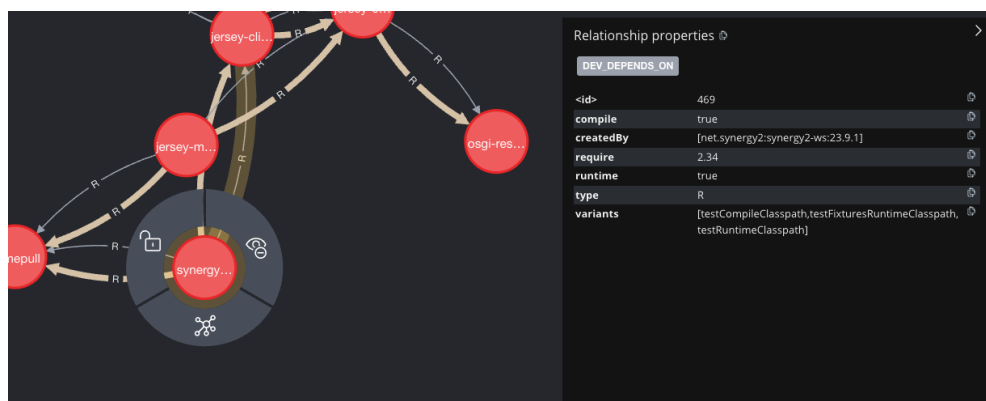 jersey-cli...
R
R
R
R
jersey-m...
osgi-res...
R
R
R
R
mepull
R
synergy...
Relationship properties
DEV_DEPENDS_ON
<id> 469
compile true
createdBy [net.synergy2:synergy2-ws:23.9.1]
require 2.34
runtime true
type R
variants [testCompileClasspath,testFixturesRuntimeClasspath,
testRuntimeClasspath]